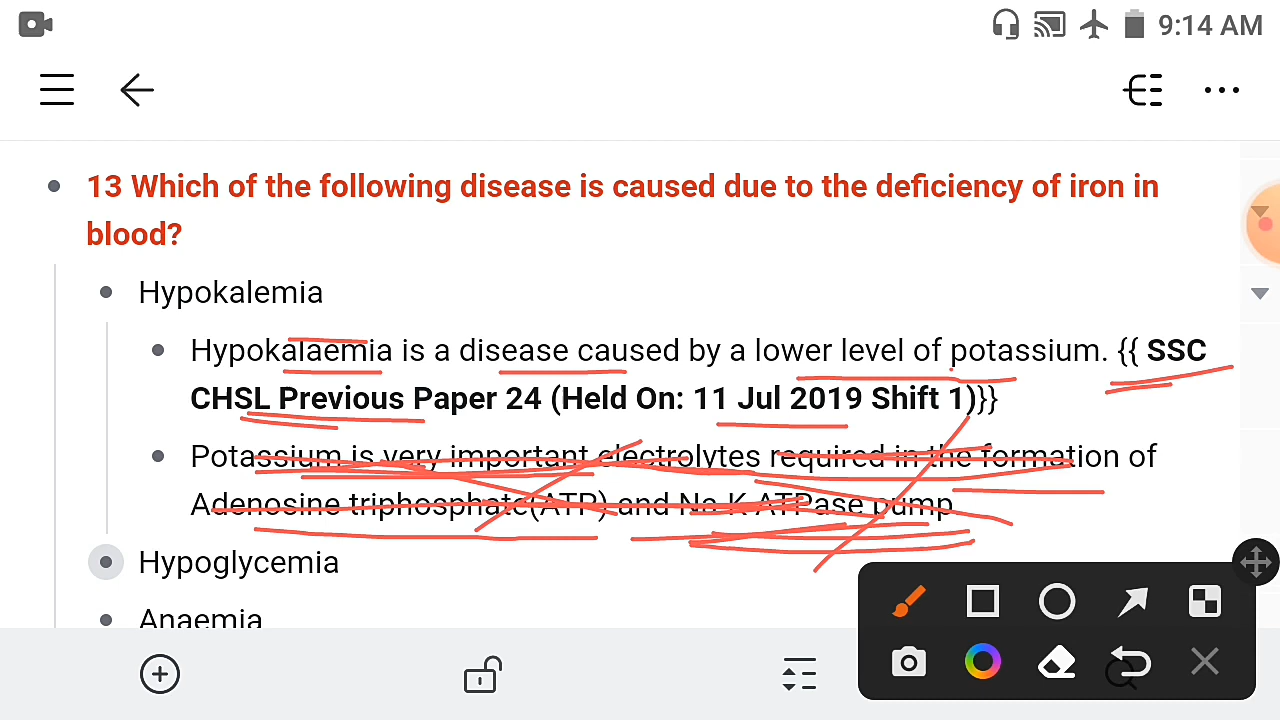 9:14 AM
13 Which of the following disease is caused due to the deficiency of iron in
blood?
Hypokalemia
Hypokalaemia is a disease caused by a lower level of potassium. {{ SSC
CHSL Previous Paper 24 (Held On: 11 Jul 2019 Shift 1)}}
Potassium is very important electrolytes required in the formation of
Adenosine triphosphate(ATP) and Na-K ATPase pump.
Hypoglycemia
Anaemia